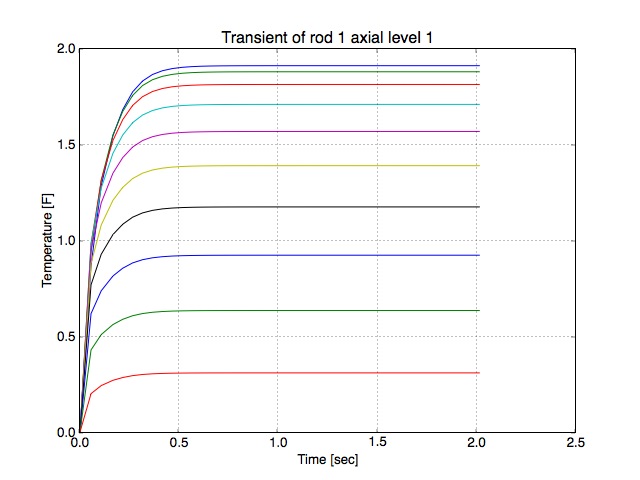 Transient of rod 1 axial level 1
2.0
1.5
1.0
0.5
0.0
Temperature [F]
0.0 0.5 1.0 1.5 2.0 2.5
Time [sec]